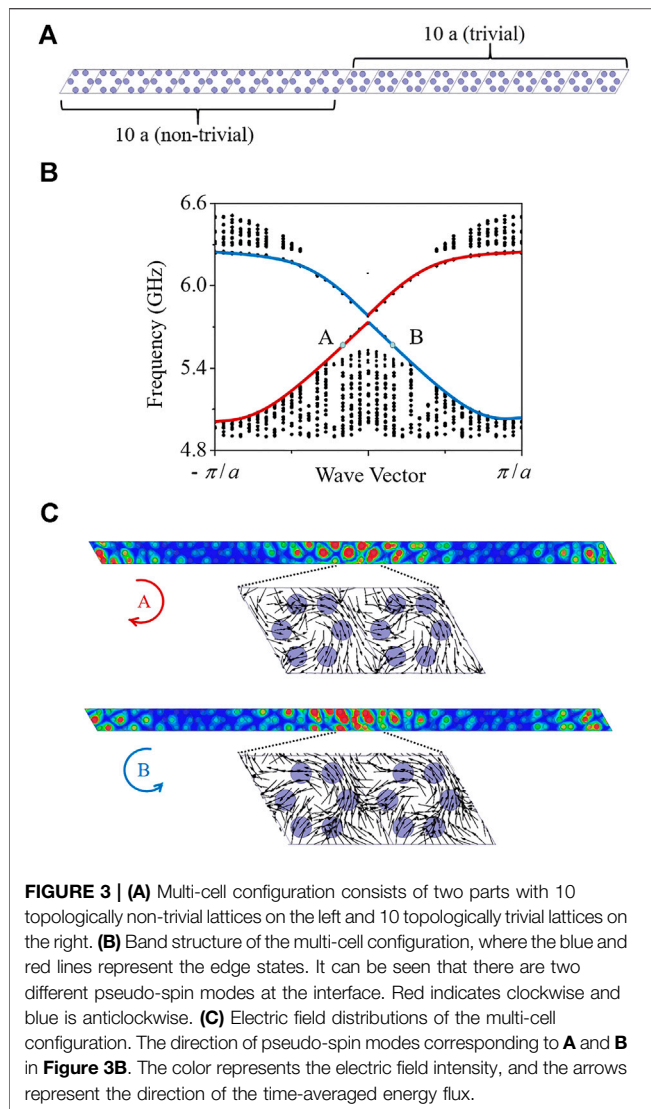 A
10 a (trivial)
10 a (non-trivial)
B
6.6
6.0
5.4
4.8
Frequency (GHz)
A
B
- π/a
Wave Vector
π/a
C
A
B
FIGURE 3 | (A) Multi-cell configuration consists of two parts with 10
topologically non-trivial lattices on the left and 10 topologically trivial lattices on
the right. (B) Band structure of the multi-cell configuration, where the blue and
red lines represent the edge states. It can be seen that there are two
different pseudo-spin modes at the interface. Red indicates clockwise and
blue is anticlockwise. (C) Electric field distributions of the multi-cell
configuration. The direction of pseudo-spin modes corresponding to A and B
in Figure 3B. The color represents the electric field intensity, and the arrows
represent the direction of the time-averaged energy flux.